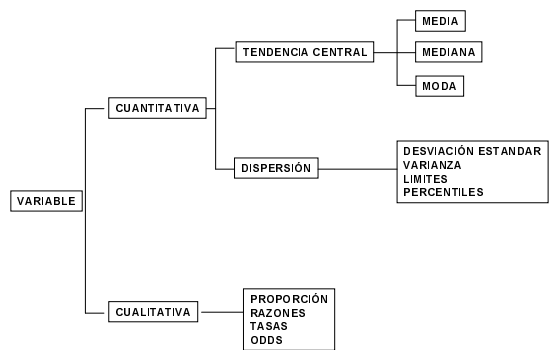 MEDIA
TENDENCIA CENTRAL
MEDIANA
MODA
CUANTITATIVA
DISPERSIÓN
DESVIACIÓN ESTANDAR
VARIANZA
LIMITES
PERCENTILES
VARIABLE
CUALITATIVA
PROPORCIÓN
RAZONES
TASAS
ODDS